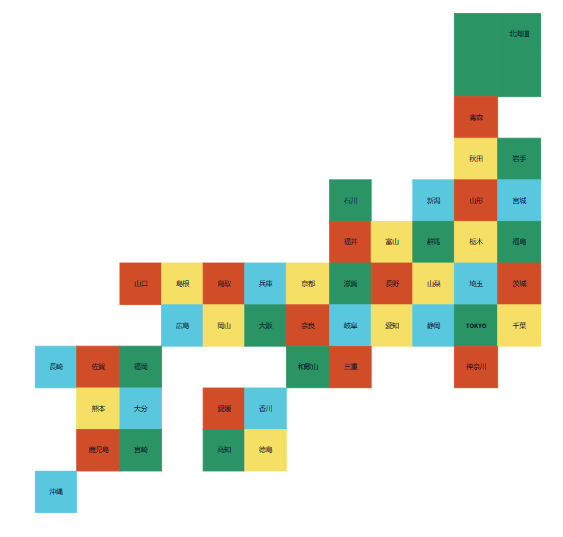 北海道
青森
秋田 岩手
石川 新潟 山形 宮城
福井 富山 群馬 栃木 福島
山口 島根 鳥取 兵庫 京都 滋賀 長野 山梨 埼玉 茨城
広島 岡山 大阪 奈良 岐阜 愛知 静岡 TOKYO 千葉
長崎 佐賀 福岡 和歌山 三重 神奈川
熊本 大分 愛媛 香川
鹿児島 宮崎 高知 徳島
沖縄